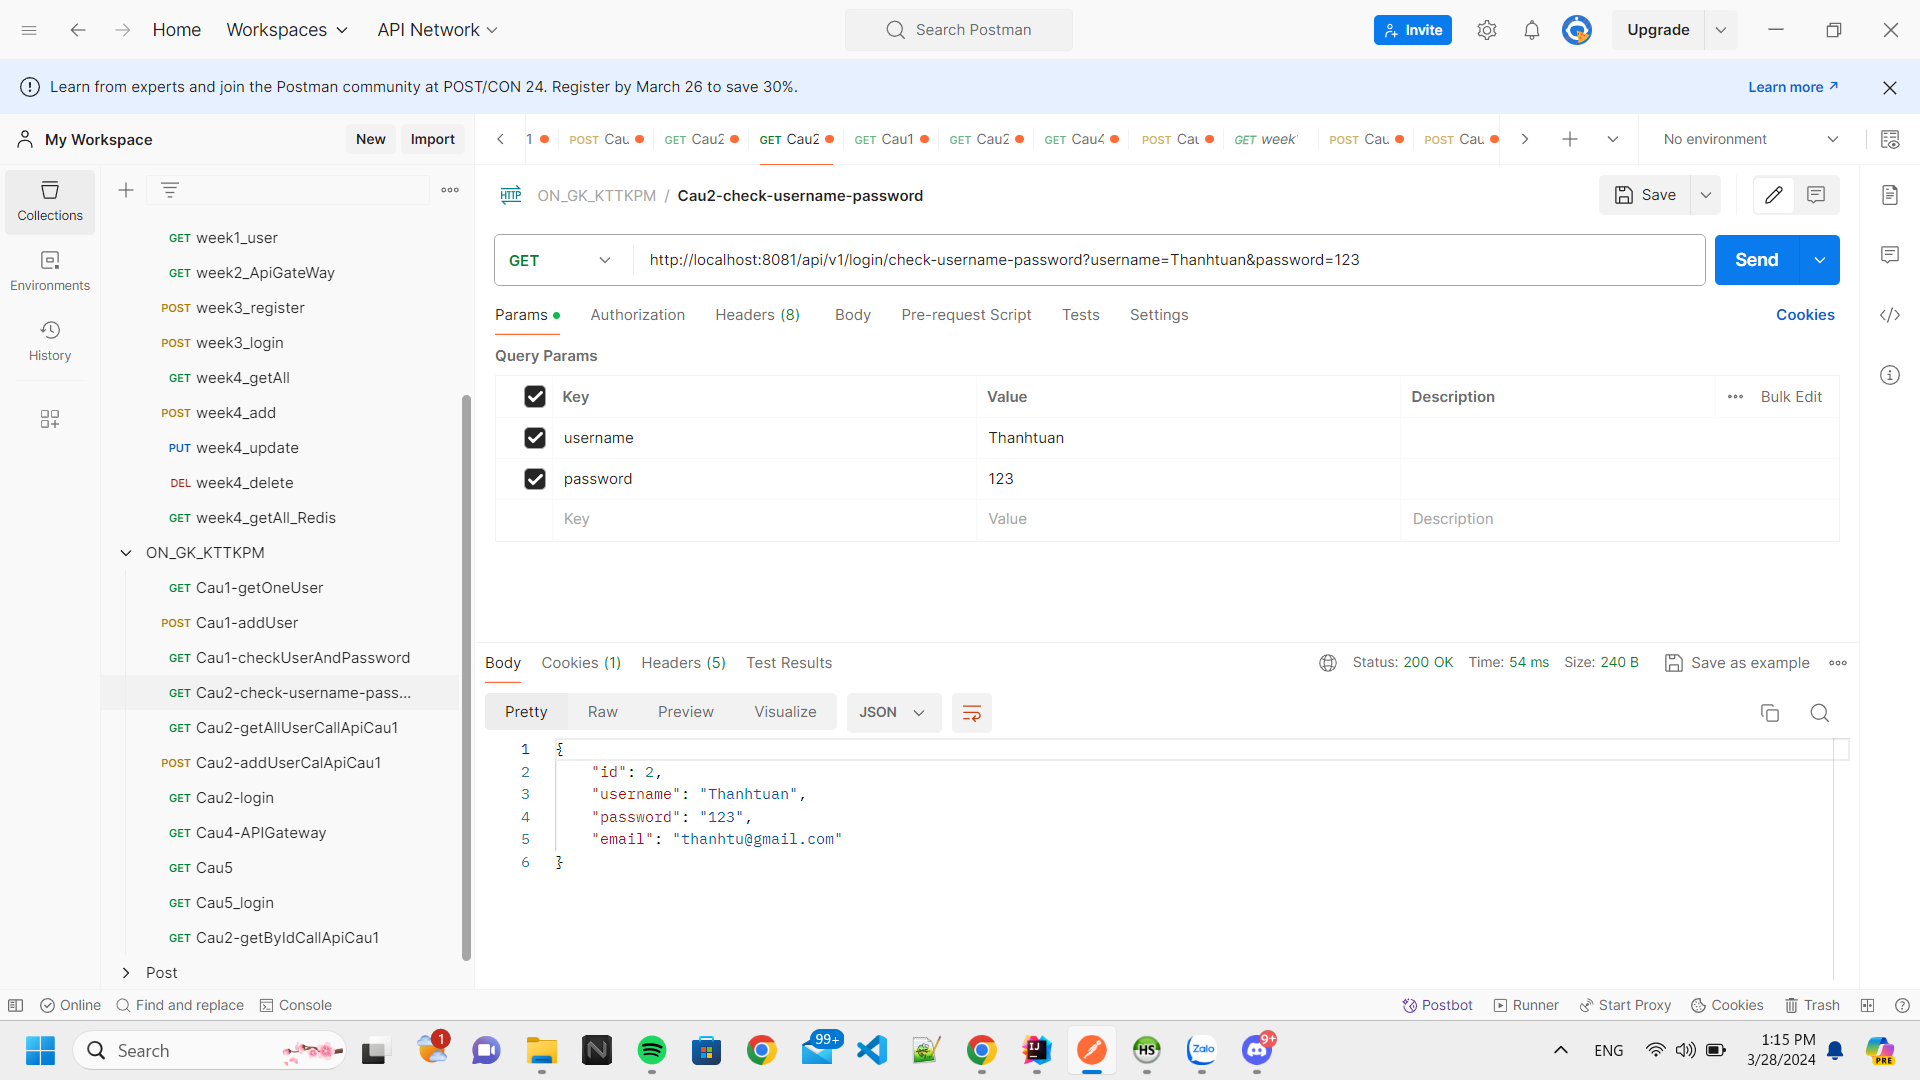 Home Workspaces API Network Search Postman Invite Upgrade
Learn from experts and join the Postman community at POST/CON 24. Register by March 26 to save 30%. Learn more
My Workspace New Import
1 POST Cau GET Cau2 GET Cau2 GET Cau1 GET Cau2 GET Cau4 POST Cau GET week POST Cau POST Cau No environment
Collections
Environments
History
GET week1_user
GET week2_ApiGateWay
POST week3_register
POST week3_login
GET week4_getAll
POST week4_add
PUT week4_update
DEL week4_delete
GET week4_getAll_Redis
ON_GK_KTTKPM
GET Cau1-getOneUser
POST Cau1-addUser
GET Cau1-checkUserAndPassword
GET Cau2-check-username-pass...
GET Cau2-getAllUserCallApiCau1
POST Cau2-addUserCalApiCau1
GET Cau2-login
GET Cau4-APIGateway
GET Cau5
GET Cau5_login
GET Cau2-getByIdCallApiCau1
Post
HTTP ON_GK_KTTKPM / Cau2-check-username-password Save
GET http://localhost:8081/api/v1/login/check-username-password?username=Thanhtuan&password=123 Send
Params Authorization Headers (8) Body Pre-request Script Tests Settings Cookies
Query Params
Key Value Description Bulk Edit
username Thanhtuan
password 123
Key Value Description
Body Cookies (1) Headers (5) Test Results Status: 200 OK Time: 54 ms Size: 240 B Save as example
Pretty Raw Preview Visualize JSON
1 {
2 "id": 2,
3 "username": "Thanhtuan",
4 "password": "123",
5 "email": "thanhtu@gmail.com"
6 }
Online Find and replace Console Postbot Runner Start Proxy Cookies Trash
Search 1 99+ IJ HS Zalo 9+ ENG 1:15 PM PRE
3/28/2024